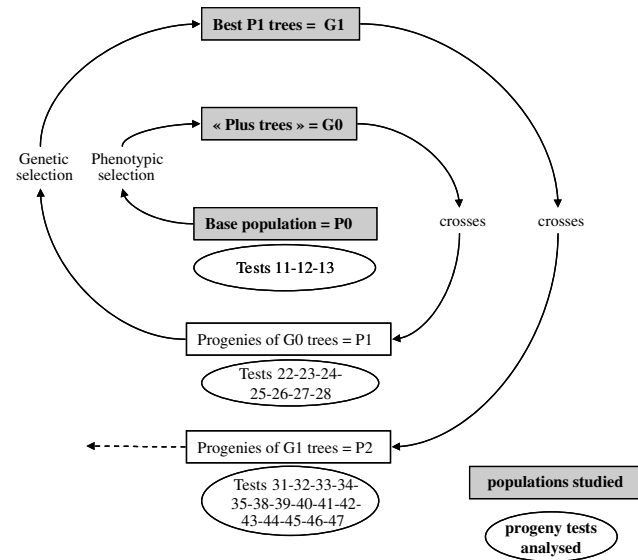 Best P1 trees = G1
« Plus trees » = G0
Genetic
selection
Phenotypic
selection
Base population = P0
crosses
crosses
Tests 11-12-13
Progenies of G0 trees = P1
Tests 22-23-24-
25-26-27-28
Progenies of G1 trees = P2
Tests 31-32-33-34-
35-38-39-40-41-42-
43-44-45-46-47
populations studied
progeny tests
analysed